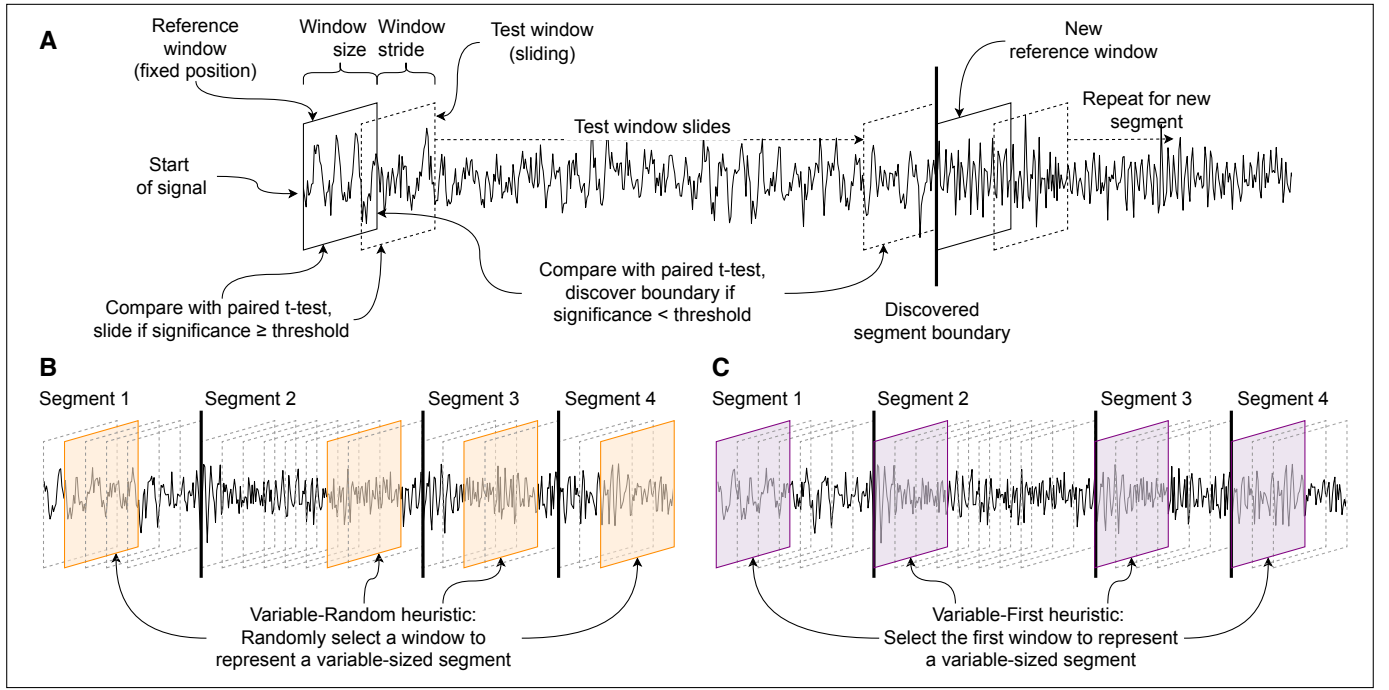 A
Reference
window
(fixed position)
Window
size
Window
stride
Test window
(sliding)
New
reference window
Test window slides
Repeat for new
segment
Start
of signal
Compare with paired t-test,
slide if significance ≥ threshold
Compare with paired t-test,
discover boundary if
significance < threshold
Discovered
segment boundary
B
Segment 1
Segment 2
Segment 3
Segment 4
Variable-Random heuristic:
Randomly select a window to
represent a variable-sized segment
C
Segment 1
Segment 2
Segment 3
Segment 4
Variable-First heuristic:
Select the first window to represent
a variable-sized segment